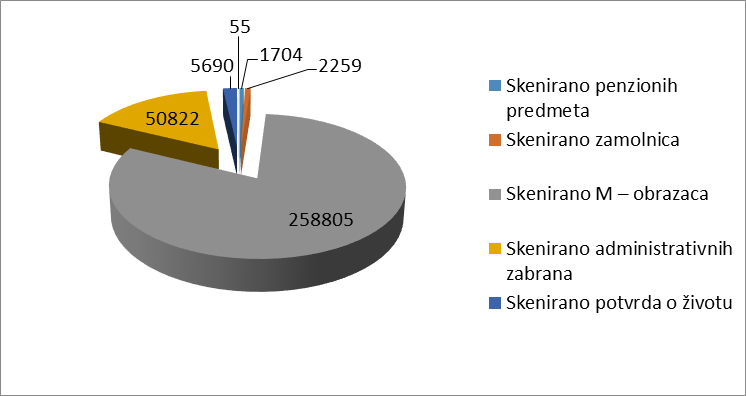 55
1704
2259
5690
50822
258805
Skenirano penzionih
predmeta
Skenirano zamolnica
Skenirano M – obrazaca
Skenirano administrativnih
zabrana
Skenirano potvrda o životu